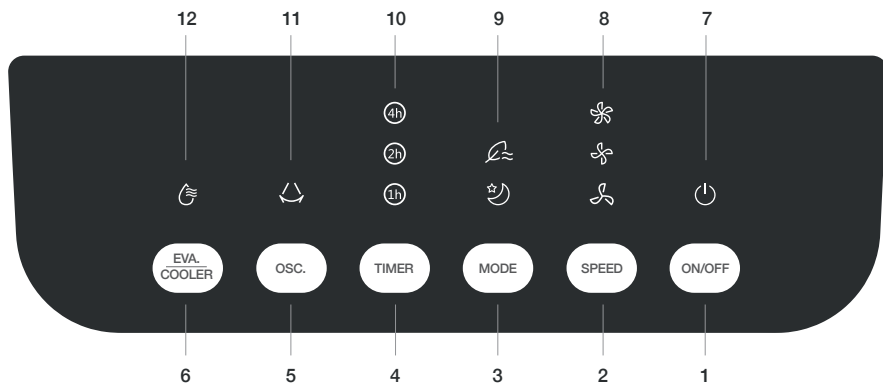 12 11 10 9 8 7
4h
2h
1h
EVA.
COOLER
OSC.
TIMER
MODE
SPEED
ON/OFF
6 5 4 3 2 1